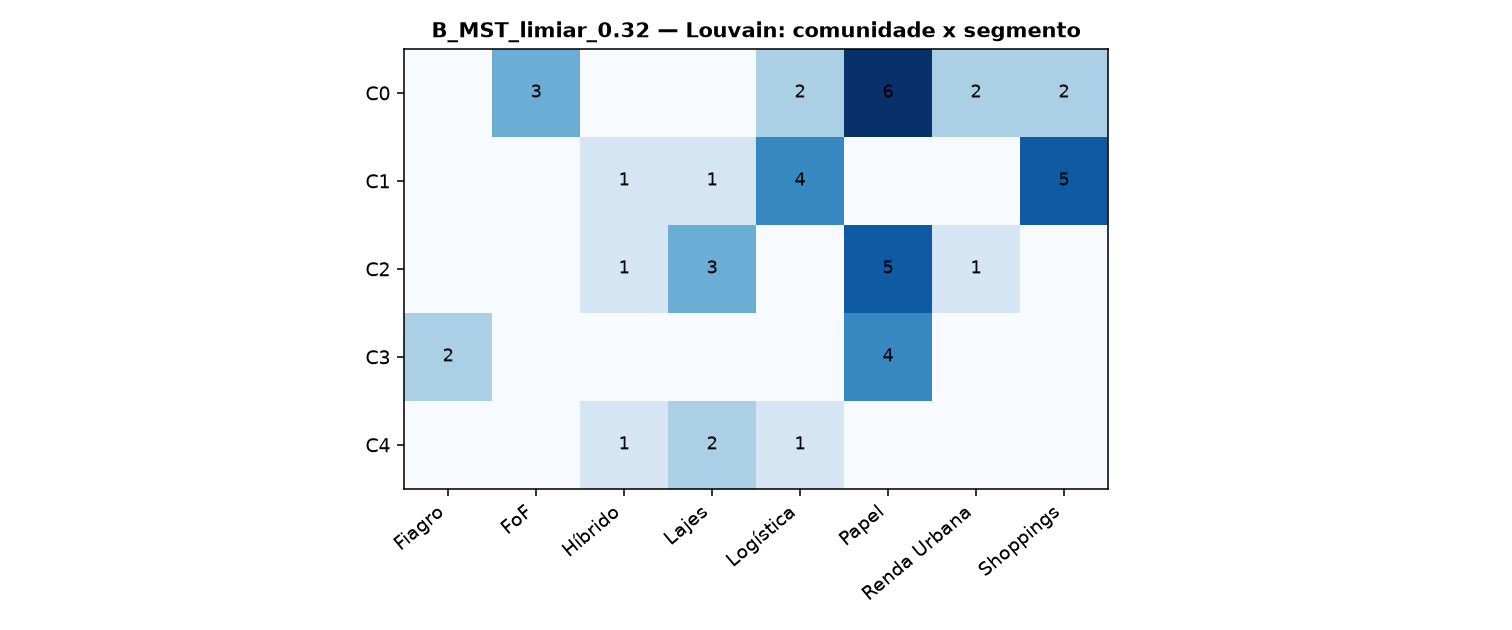 B_MST_limiar_0.32 — Louvain: comunidade x segmento
C0 3 2 6 2 2
C1 1 1 4 5
C2 1 3 5 1
C3 2 4
C4 1 2 1
Fiagro FoF Híbrido Lajes Logística Papel Renda Urbana Shoppings